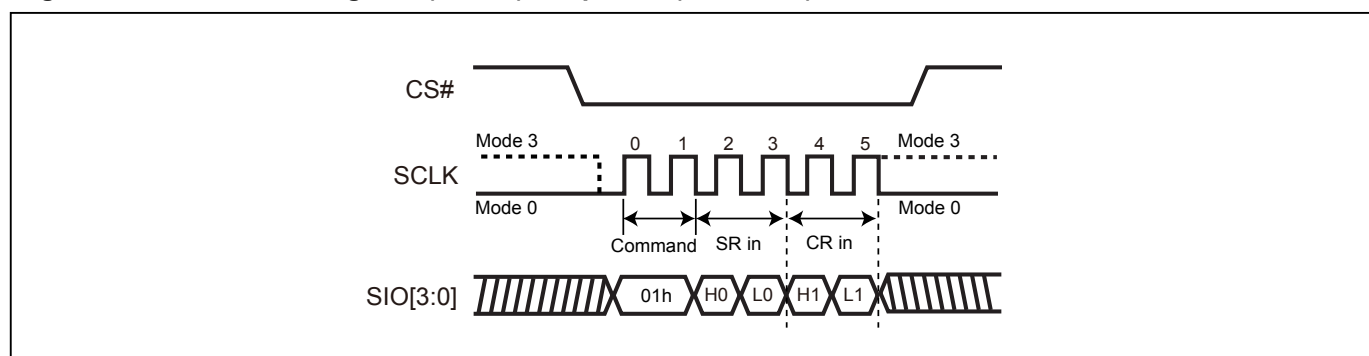 CS#
Mode 3
0 1 2 3 4 5
Mode 3
SCLK
Mode 0
Mode 0
Command
SR in
CR in
SIO[3:0]
01h
H0
L0
H1
L1